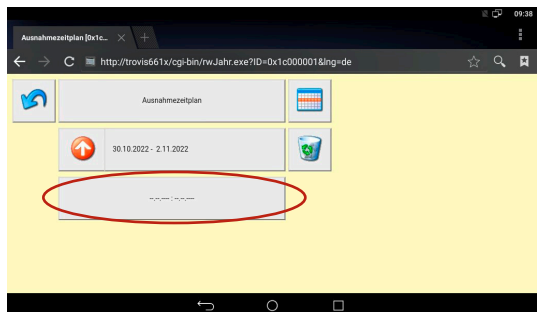 09:38
Ausnahmezeitplan [0x1c...
http://trovis661x/cgi-bin/rwJahr.exe?ID=0x1c000001&lng=de
Ausnahmezeitplan
30.10.2022 - 2.11.2022
--.--.---- : --.--.----